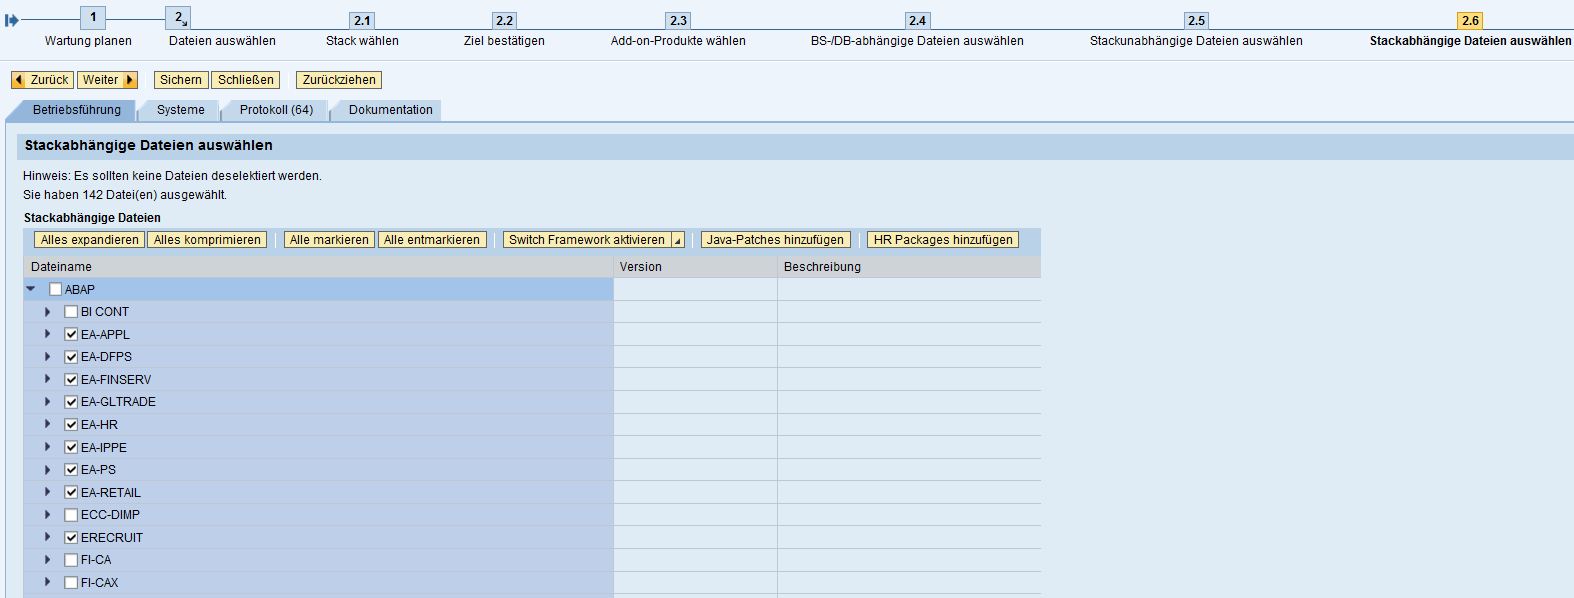 1 2 2.1 2.2 2.3 2.4 2.5 2.6
Wartung planen Dateien auswählen Stack wählen Ziel bestätigen Add-on-Produkte wählen BS-/DB-abhängige Dateien auswählen Stackunabhängige Dateien auswählen Stackabhängige Dateien auswählen
Zurück Weiter Sichern Schließen Zurückziehen
Betriebsführung Systeme Protokoll (64) Dokumentation
Stackabhängige Dateien auswählen
Hinweis: Es sollten keine Dateien deselektiert werden.
Sie haben 142 Datei(en) ausgewählt.
Stackabhängige Dateien
Alles expandieren Alles komprimieren Alle markieren Alle entmarkieren Switch Framework aktivieren Java-Patches hinzufügen HR Packages hinzufügen
Dateiname Version Beschreibung
ABAP
BI CONT
EA-APPL
EA-DFPS
EA-FINSERV
EA-GLTRADE
EA-HR
EA-IPPE
EA-PS
EA-RETAIL
ECC-DIMP
ERECRUIT
FI-CA
FI-CAX